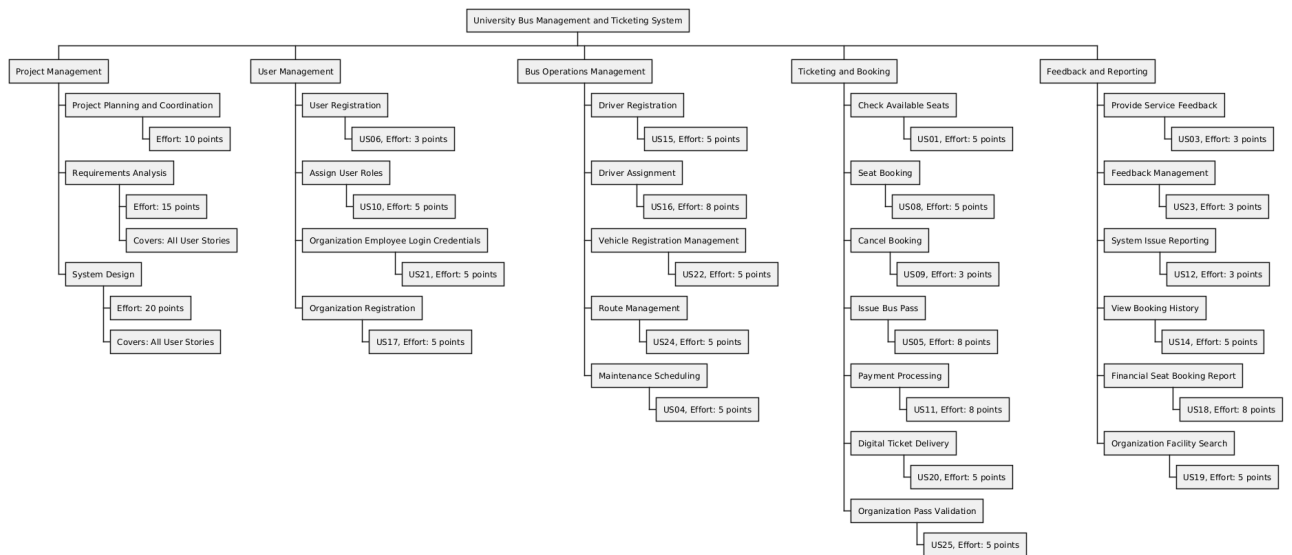 University Bus Management and Ticketing System
Project Management
Project Planning and Coordination
Effort: 10 points
Requirements Analysis
Effort: 15 points
Covers: All User Stories
System Design
Effort: 20 points
Covers: All User Stories
User Management
User Registration
US06, Effort: 3 points
Assign User Roles
US10, Effort: 5 points
Organization Employee Login Credentials
US21, Effort: 5 points
Organization Registration
US17, Effort: 5 points
Bus Operations Management
Driver Registration
US15, Effort: 5 points
Driver Assignment
US16, Effort: 8 points
Vehicle Registration Management
US22, Effort: 5 points
Route Management
US24, Effort: 5 points
Maintenance Scheduling
US04, Effort: 5 points
Ticketing and Booking
Check Available Seats
US01, Effort: 5 points
Seat Booking
US08, Effort: 5 points
Cancel Booking
US09, Effort: 3 points
Issue Bus Pass
US05, Effort: 8 points
Payment Processing
US11, Effort: 8 points
Digital Ticket Delivery
US20, Effort: 5 points
Organization Pass Validation
US25, Effort: 5 points
Feedback and Reporting
Provide Service Feedback
US03, Effort: 3 points
Feedback Management
US23, Effort: 3 points
System Issue Reporting
US12, Effort: 3 points
View Booking History
US14, Effort: 5 points
Financial Seat Booking Report
US18, Effort: 8 points
Organization Facility Search
US19, Effort: 5 points